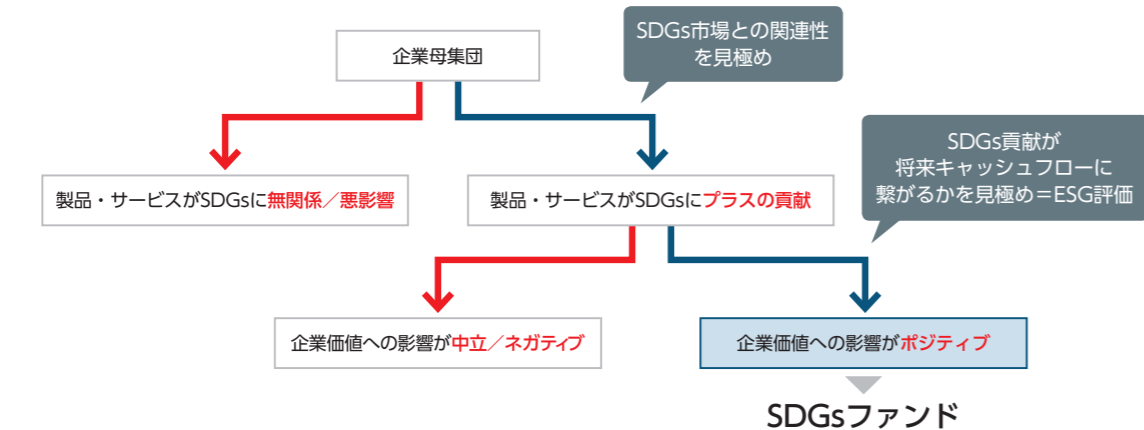 企業母集団
SDGs市場との関連性
を見極め
製品・サービスがSDGsに無関係／悪影響
製品・サービスがSDGsにプラスの貢献
SDGs貢献が
将来キャッシュフローに
繋がるかを見極め＝ESG評価
企業価値への影響が中立／ネガティブ
企業価値への影響がポジティブ
SDGsファンド